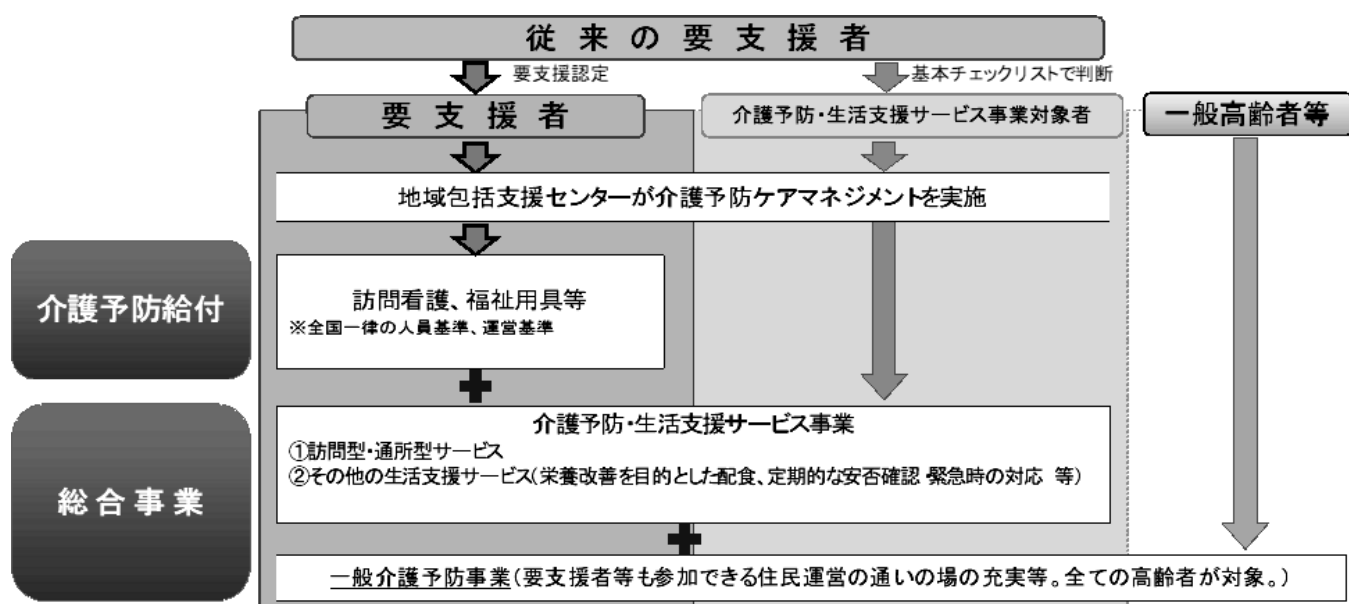 従来の要支援者
要支援認定
基本チェックリストで判断
要支援者
介護予防・生活支援サービス事業対象者
一般高齢者等
地域包括支援センターが介護予防ケアマネジメントを実施
介護予防給付
訪問看護、福祉用具等
※全国一律の人員基準、運営基準
総合事業
介護予防・生活支援サービス事業
①訪問型・通所型サービス
②その他の生活支援サービス(栄養改善を目的とした配食、定期的な安否確認・緊急時の対応 等)
一般介護予防事業(要支援者等も参加できる住民運営の通いの場の充実等。全ての高齢者が対象。)